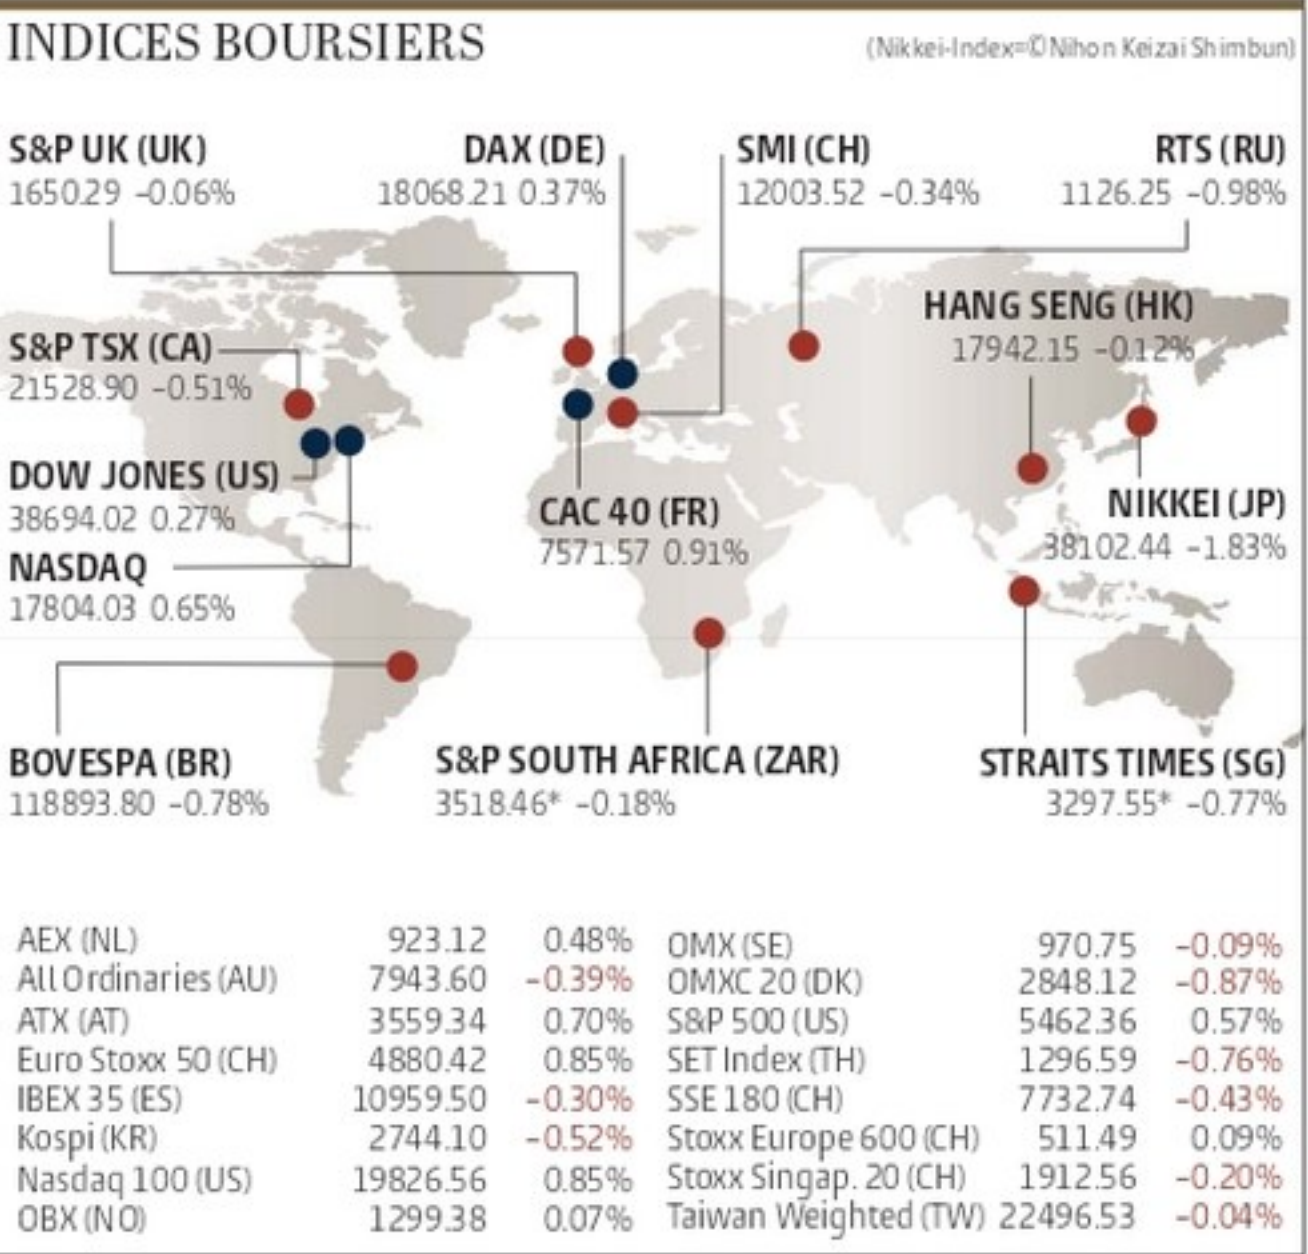 INDICES BOURSIERS
(Nikkei-Index=©Nihon Keizai Shimbun)
S&P UK (UK)
1650.29 -0.06%
DAX (DE)
18068.21 0.37%
SMI (CH)
12003.52 -0.34%
RTS (RU)
1126.25 -0.98%
HANG SENG (HK)
17942.15 -0.12%
S&P TSX (CA)
21528.90 -0.51%
DOW JONES (US)
38694.02 0.27%
CAC 40 (FR)
7571.57 0.91%
NIKKEI (JP)
38102.44 -1.83%
NASDAQ
17804.03 0.65%
BOVESPA (BR)
118893.80 -0.78%
S&P SOUTH AFRICA (ZAR)
3518.46* -0.18%
STRAITS TIMES (SG)
3297.55* -0.77%
AEX (NL) 923.12 0.48%
All Ordinaries (AU) 7943.60 -0.39%
ATX (AT) 3559.34 0.70%
Euro Stoxx 50 (CH) 4880.42 0.85%
IBEX 35 (ES) 10959.50 -0.30%
Kospi (KR) 2744.10 -0.52%
Nasdaq 100 (US) 19826.56 0.85%
OBX (NO) 1299.38 0.07%
OMX (SE) 970.75 -0.09%
OMXC 20 (DK) 2848.12 -0.87%
S&P 500 (US) 5462.36 0.57%
SET Index (TH) 1296.59 -0.76%
SSE 180 (CH) 7732.74 -0.43%
Stoxx Europe 600 (CH) 511.49 0.09%
Stoxx Singap. 20 (CH) 1912.56 -0.20%
Taiwan Weighted (TW) 22496.53 -0.04%